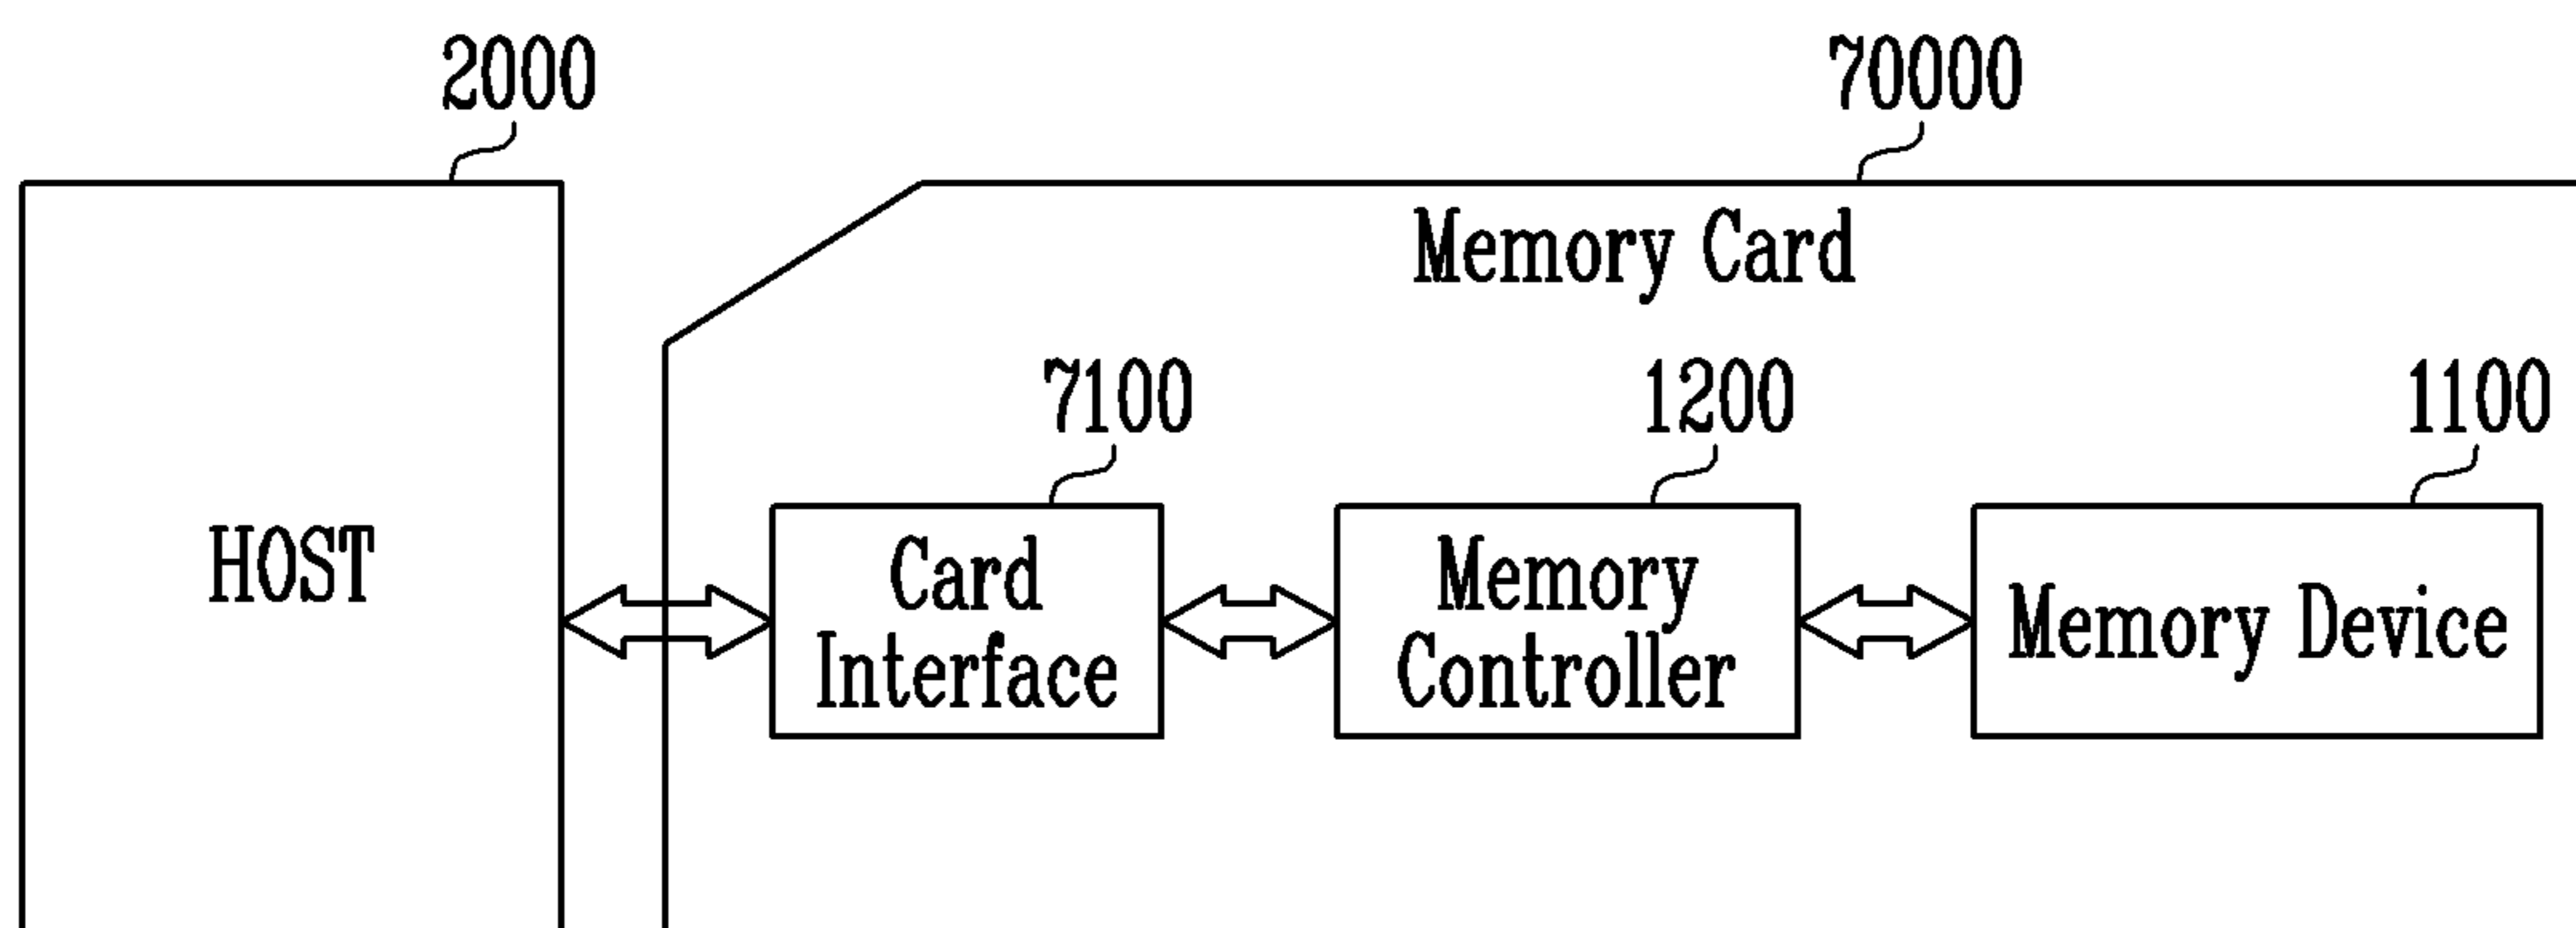 2000
70000
Memory Card
7100
1200
1100
HOST
Card
Interface
Memory
Controller
Memory Device